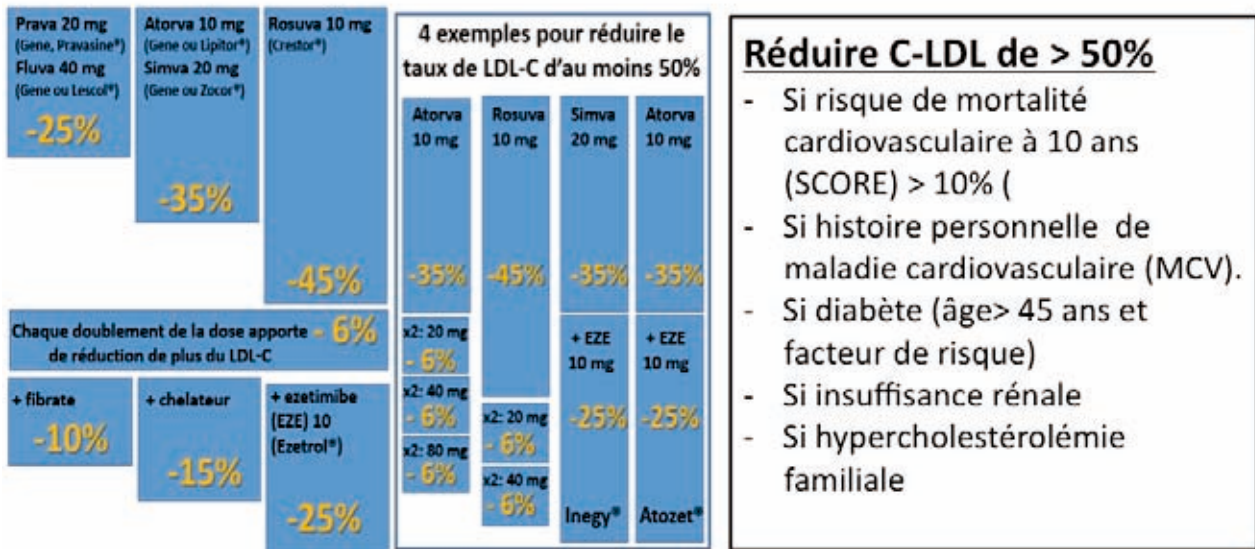 Prava 20 mg
(Gene, Pravasine®)
Fluva 40 mg
(Gene ou Lescol®)
-25%
Atorva 10 mg
(Gene ou Lipitor®)
Simva 20 mg
(Gene ou Zocor®)
-35%
Rosuva 10 mg
(Crestor®)
-45%
Chaque doublement de la dose apporte - 6%
de réduction de plus du LDL-C
+ fibrate
-10%
+ chelateur
-15%
+ ezetimibe
(EZE) 10
(Ezetrol®)
-25%
4 exemples pour réduire le
taux de LDL-C d'au moins 50%
Atorva
10 mg
-35%
x2: 20 mg
- 6%
x2: 40 mg
- 6%
x2: 80 mg
- 6%
Rosuva
10 mg
-45%
x2: 20 mg
- 6%
x2: 40 mg
- 6%
Simva
20 mg
-35%
+ EZE
10 mg
-25%
Inegy®
Atorva
10 mg
-35%
+ EZE
10 mg
-25%
Atozet®
Réduire C-LDL de > 50%
- Si risque de mortalité
cardiovasculaire à 10 ans
(SCORE) > 10% (
- Si histoire personnelle de
maladie cardiovasculaire (MCV).
- Si diabète (âge> 45 ans et
facteur de risque)
- Si insuffisance rénale
- Si hypercholestérolémie
familiale